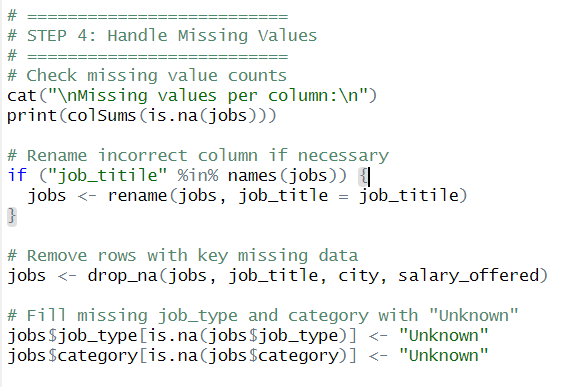 # ==========================
# STEP 4: Handle Missing Values
# ==========================
# Check missing value counts
cat("\nMissing values per column:\n")
print(colSums(is.na(jobs)))
# Rename incorrect column if necessary
if ("job_titile" %in% names(jobs)) {
  jobs <- rename(jobs, job_title = job_titile)
}
# Remove rows with key missing data
jobs <- drop_na(jobs, job_title, city, salary_offered)
# Fill missing job_type and category with "Unknown"
jobs$job_type[is.na(jobs$job_type)] <- "Unknown"
jobs$category[is.na(jobs$category)] <- "Unknown"